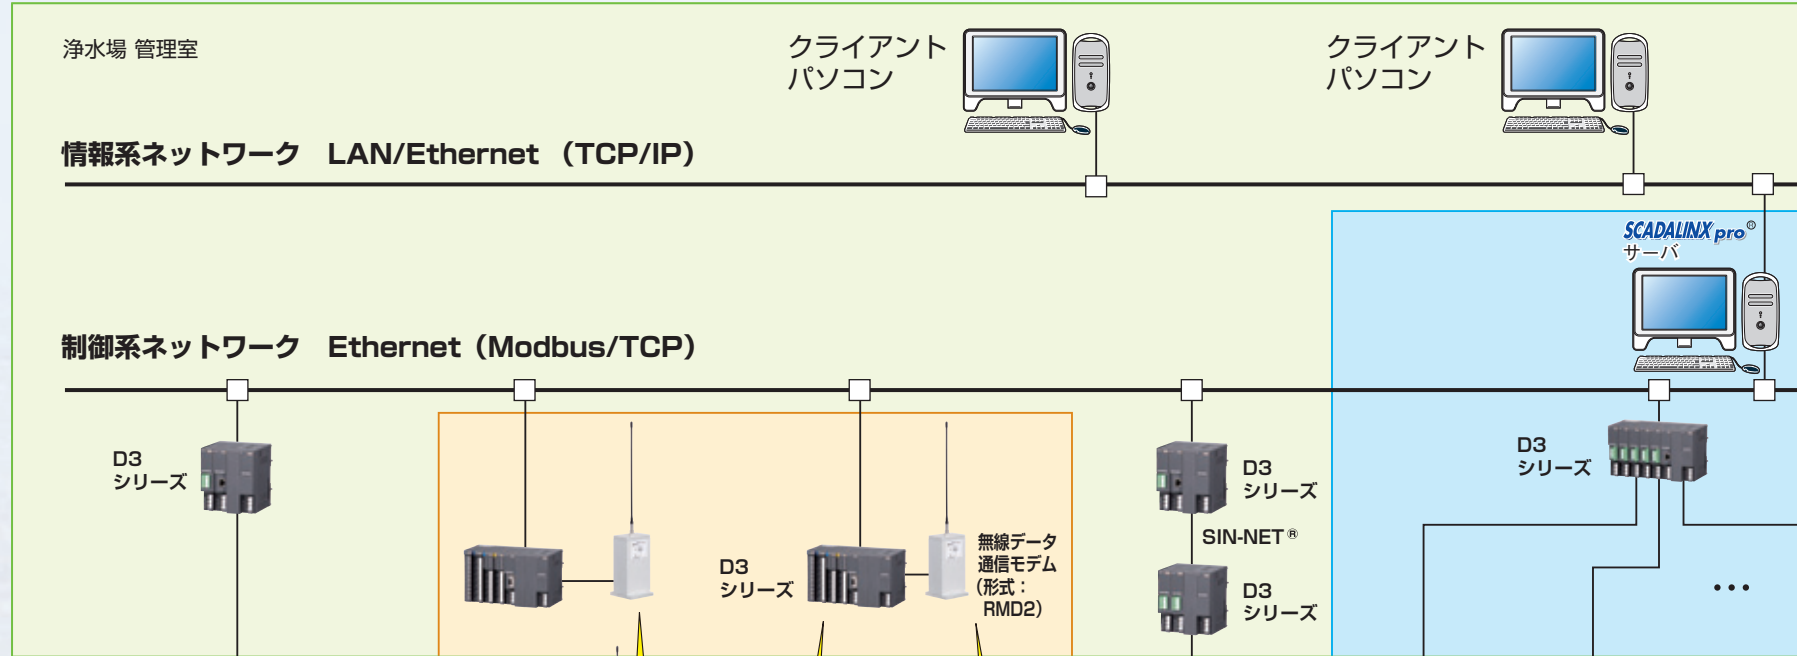 浄水場 管理室
クライアント
パソコン
クライアント
パソコン
情報系ネットワーク　LAN/Ethernet （TCP/IP）
SCADALINX pro®
サーバ
制御系ネットワーク　Ethernet（Modbus/TCP）
D3
シリーズ
D3
シリーズ
無線データ
通信モデム
（形式：
RMD2）
D3
シリーズ
SIN-NET®
D3
シリーズ
D3
シリーズ
…